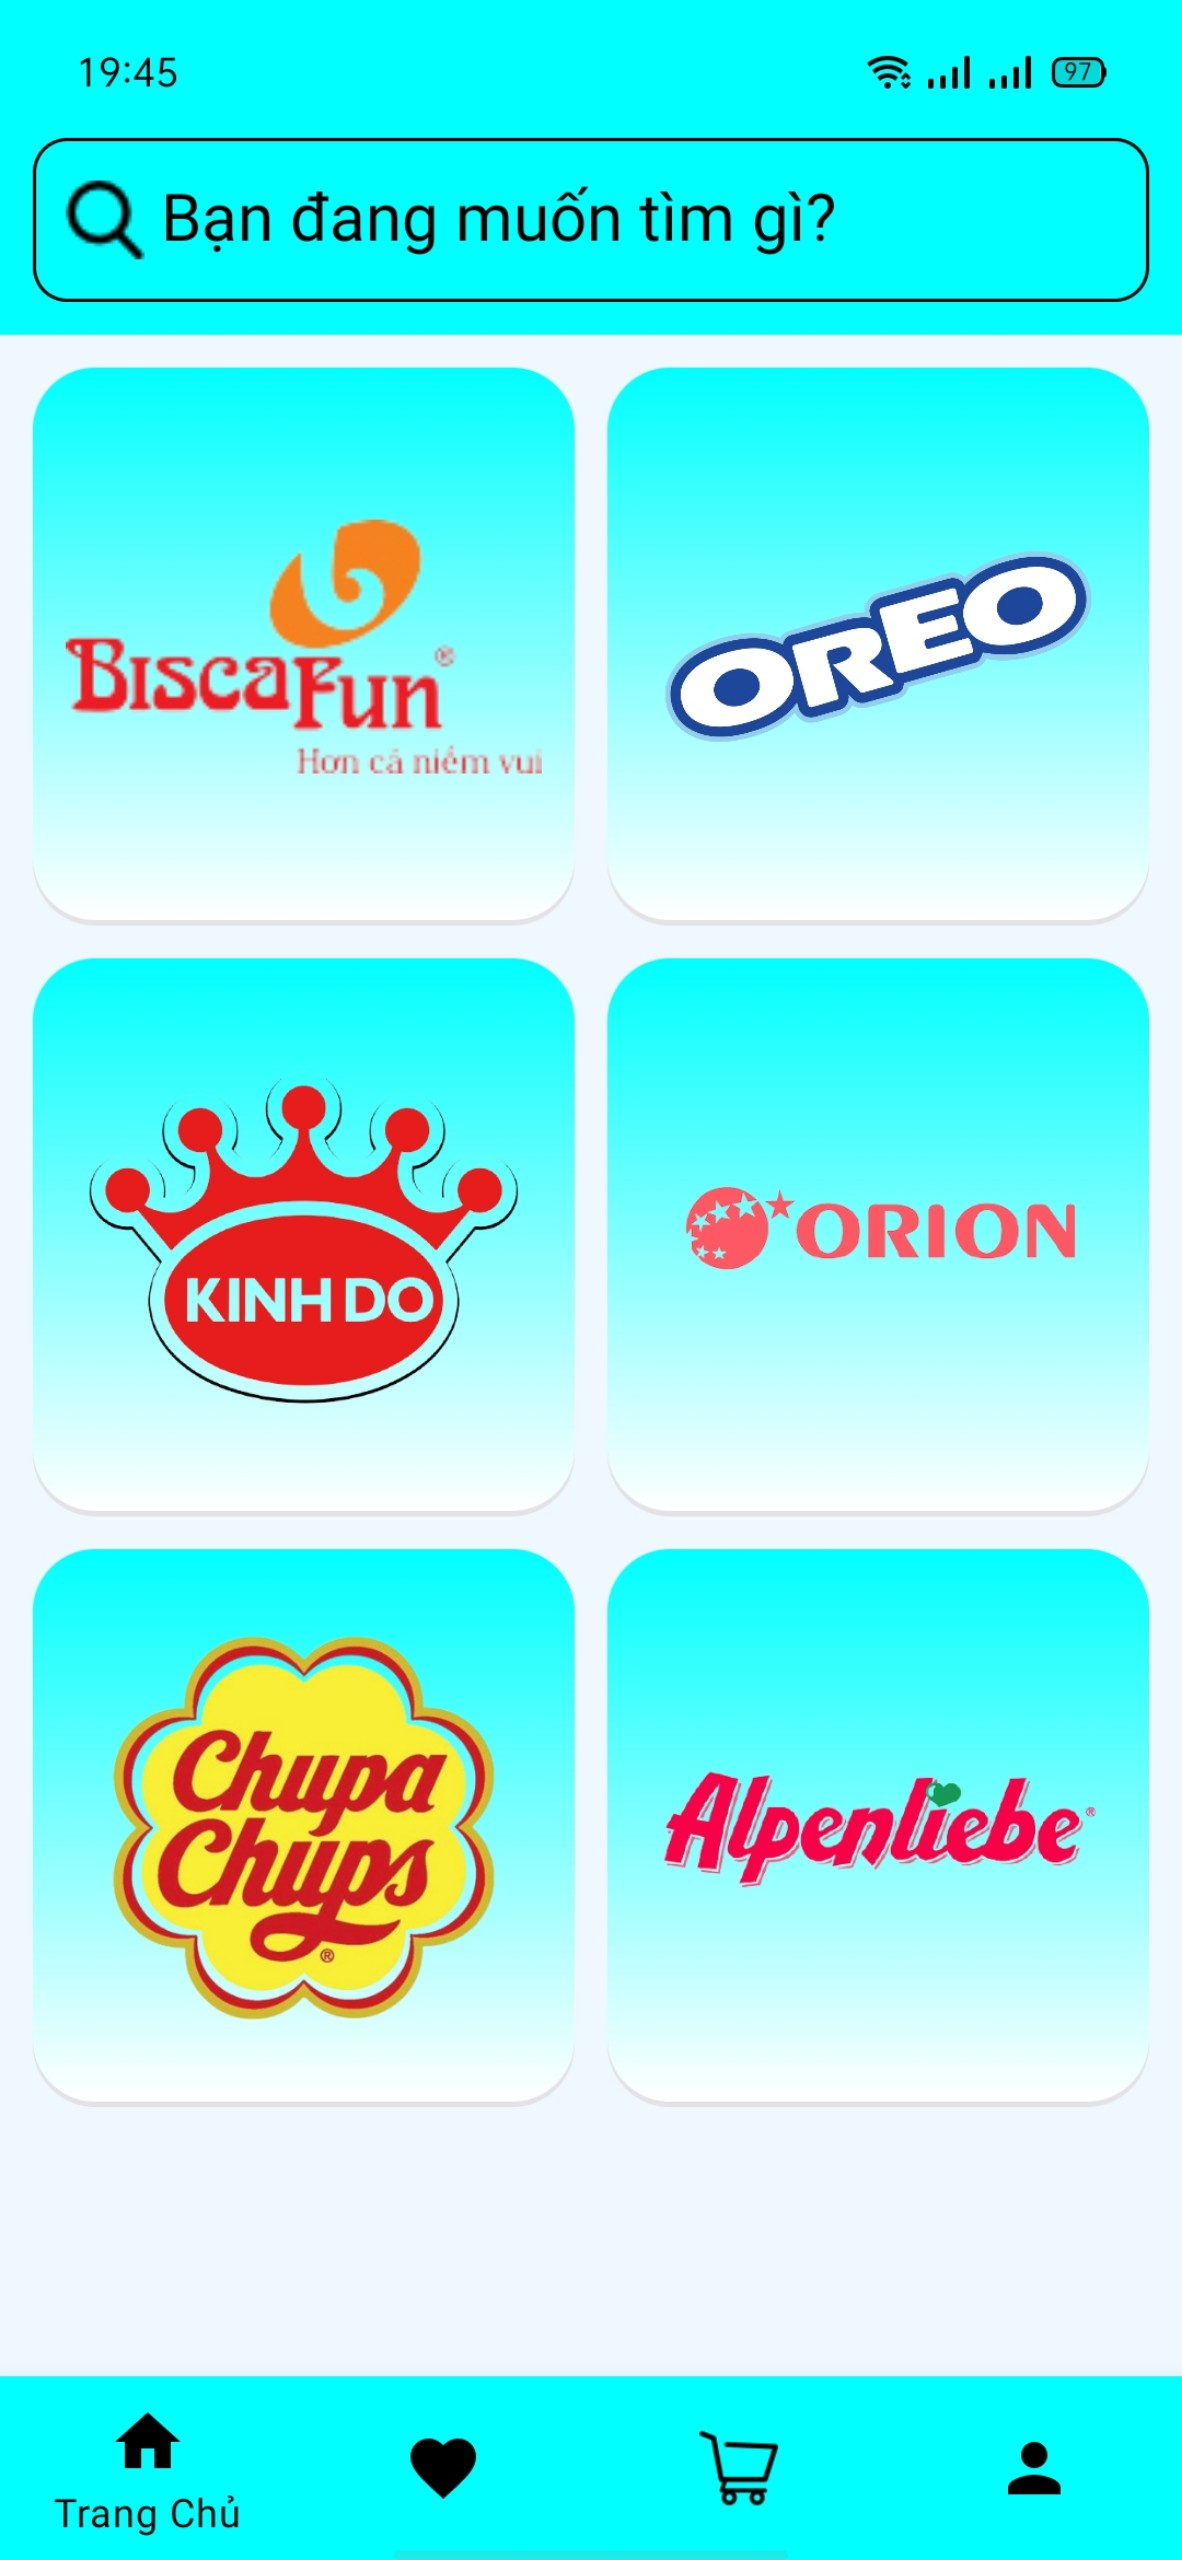 19:45
97
Bạn đang muốn tìm gì?
BiscaFun®
Hơn cả niềm vui
OREO
KINH DO
ORION
Chupa
Chups
®
Alpenliebe®
Trang Chủ